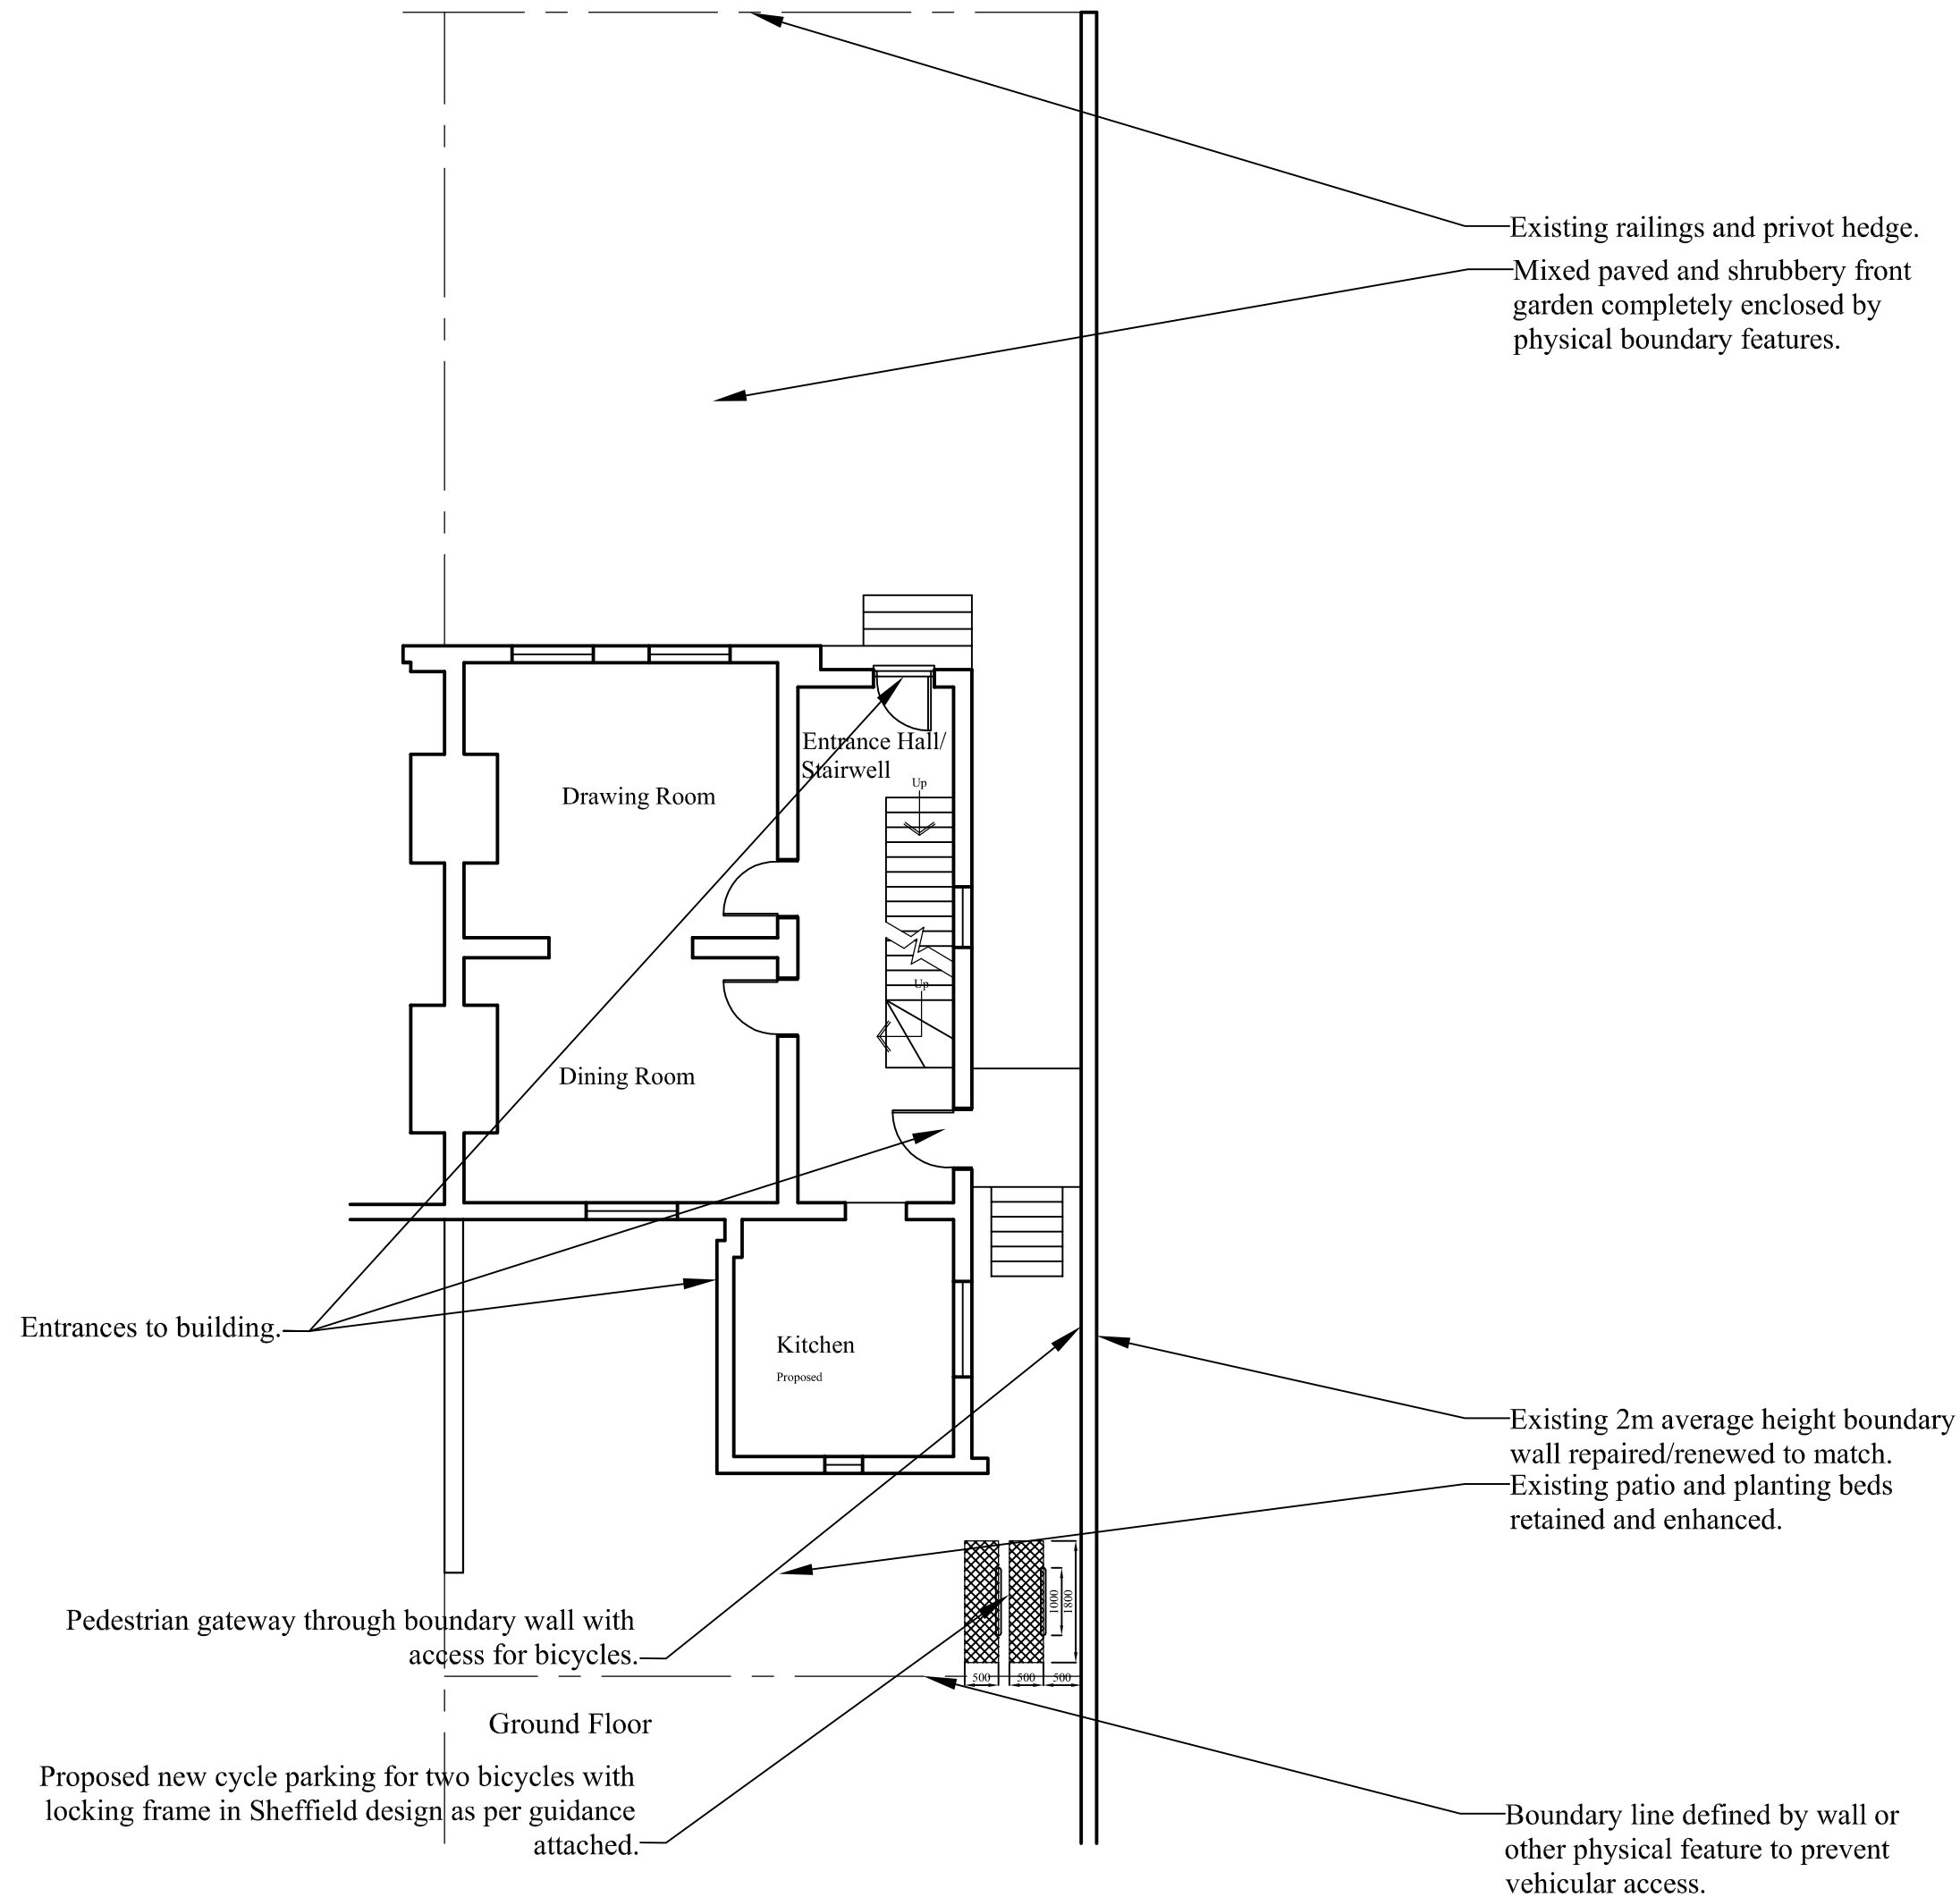 Existing railings and privot hedge.
Mixed paved and shrubbery front
garden completely enclosed by
physical boundary features.
Entrance Hall/
Stairwell
Up
Drawing Room
Up
Dining Room
Entrances to building.
Kitchen
Proposed
Existing 2m average height boundary
wall repaired/renewed to match.
Existing patio and planting beds
retained and enhanced.
1000
1800
Pedestrian gateway through boundary wall with
access for bicycles.
500
500
500
Ground Floor
Proposed new cycle parking for two bicycles with
locking frame in Sheffield design as per guidance
attached.
Boundary line defined by wall or
other physical feature to prevent
vehicular access.